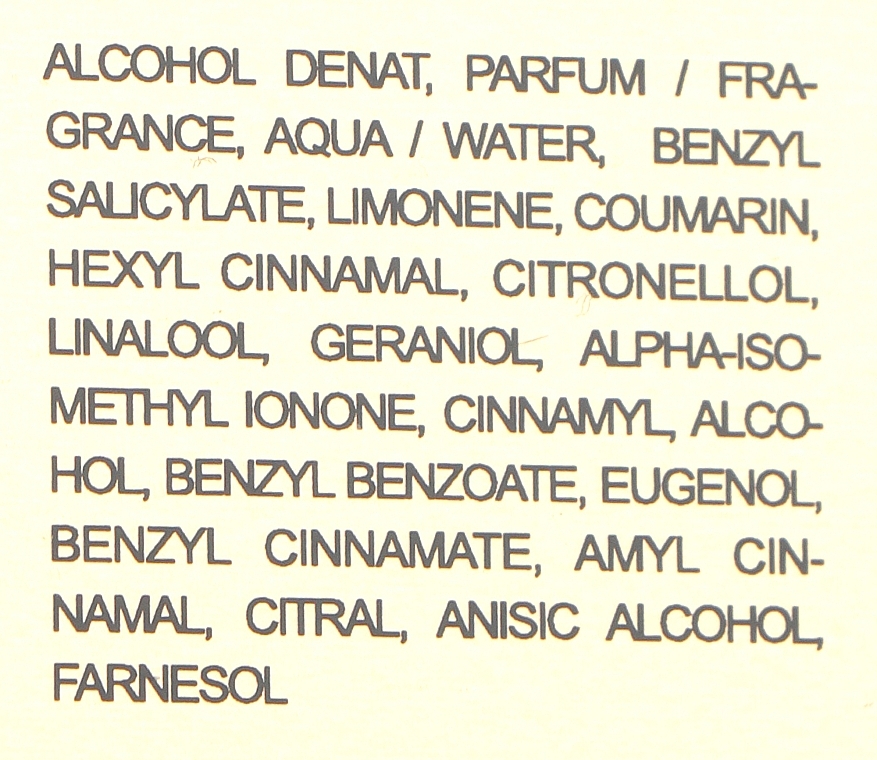 ALCOHOL DENAT, PARFUM / FRA-
GRANCE, AQUA / WATER, BENZYL
SALICYLATE, LIMONENE, COUMARIN,
HEXYL CINNAMAL, CITRONELLOL,
LINALOOL, GERANIOL, ALPHA-ISO-
METHYL IONONE, CINNAMYL, ALCO-
HOL, BENZYL BENZOATE, EUGENOL,
BENZYL CINNAMATE, AMYL CIN-
NAMAL, CITRAL, ANISIC ALCOHOL,
FARNESOL